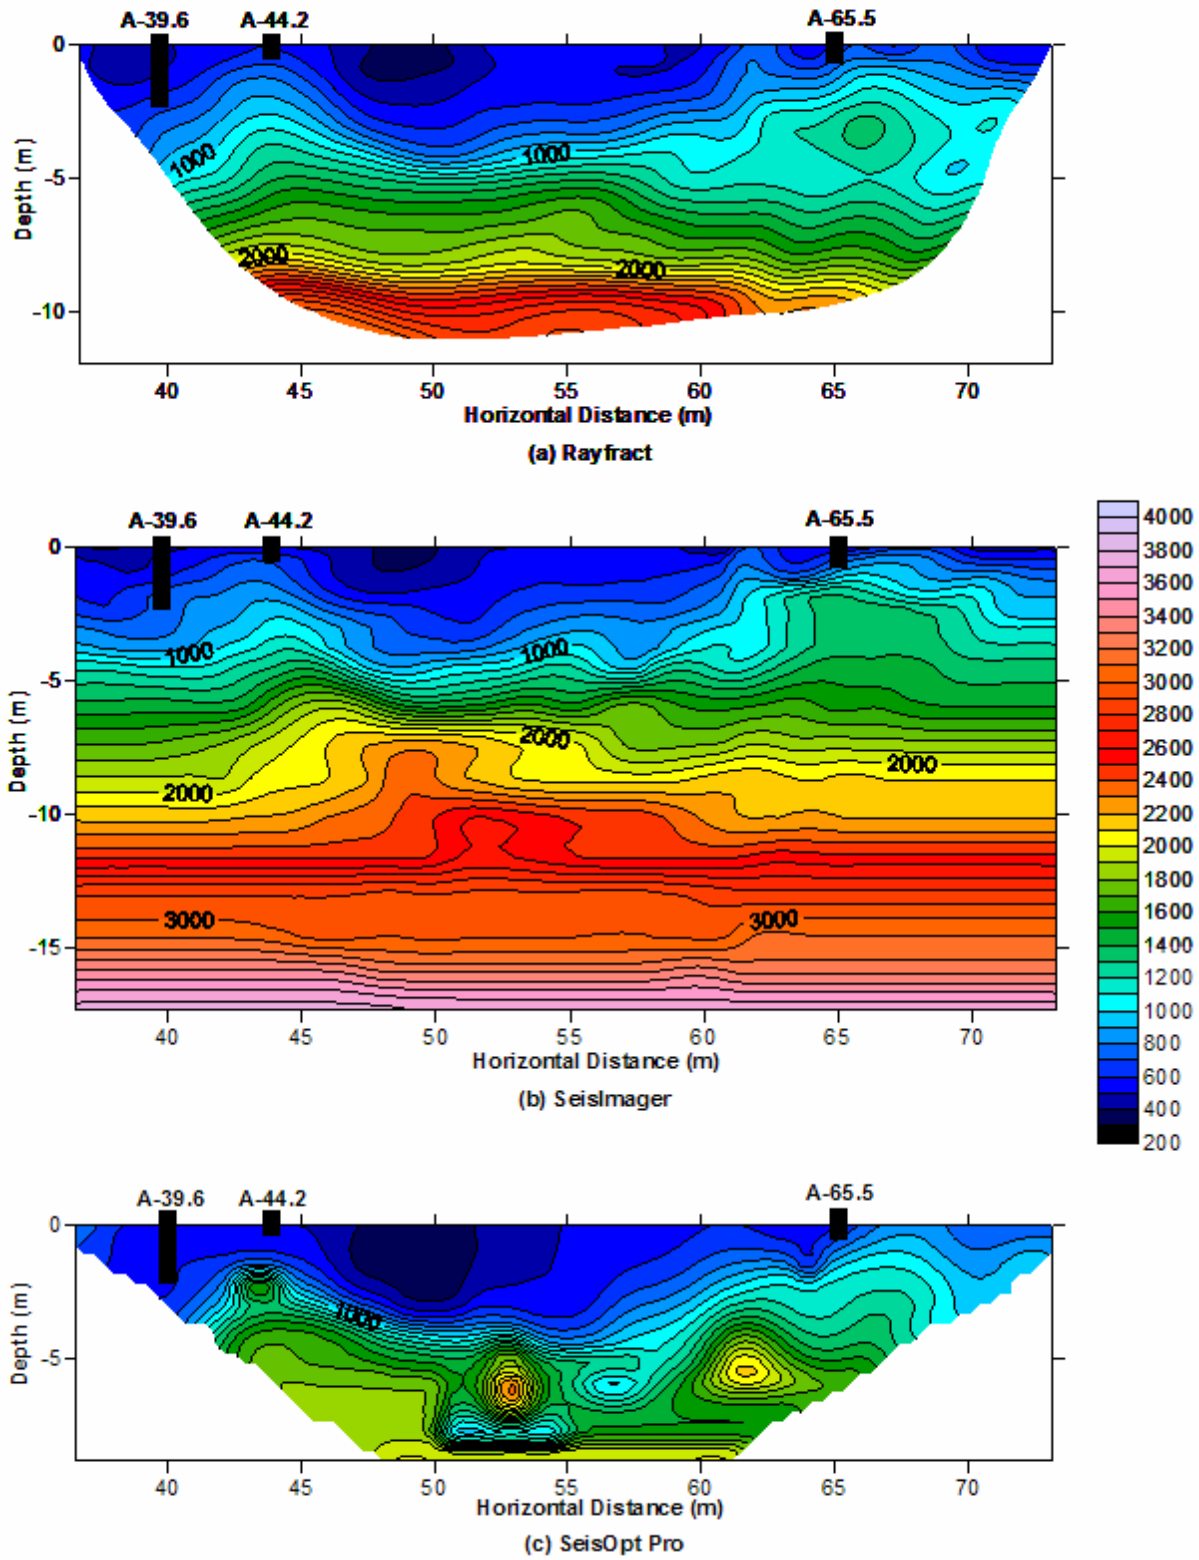 A-39.6 A-44.2 A-65.5
0
1000 1000
-5
Depth (m)
2000 2000
-10
40 45 50 55 60 65 70
Horizontal Distance (m)
(a) Rayfract
A-39.6 A-44.2 A-65.5
0
1000 1000
-5
Depth (m)
2000 2000 2000
-10
3000 3000
-15
40 45 50 55 60 65 70
Horizontal Distance (m)
(b) SeisImager
4000
3800
3600
3400
3200
3000
2800
2600
2400
2200
2000
1800
1600
1400
1200
1000
800
600
400
200
A-39.6 A-44.2 A-65.5
0
1000
-5
Depth (m)
40 45 50 55 60 65 70
Horizontal Distance (m)
(c) SeisOpt Pro